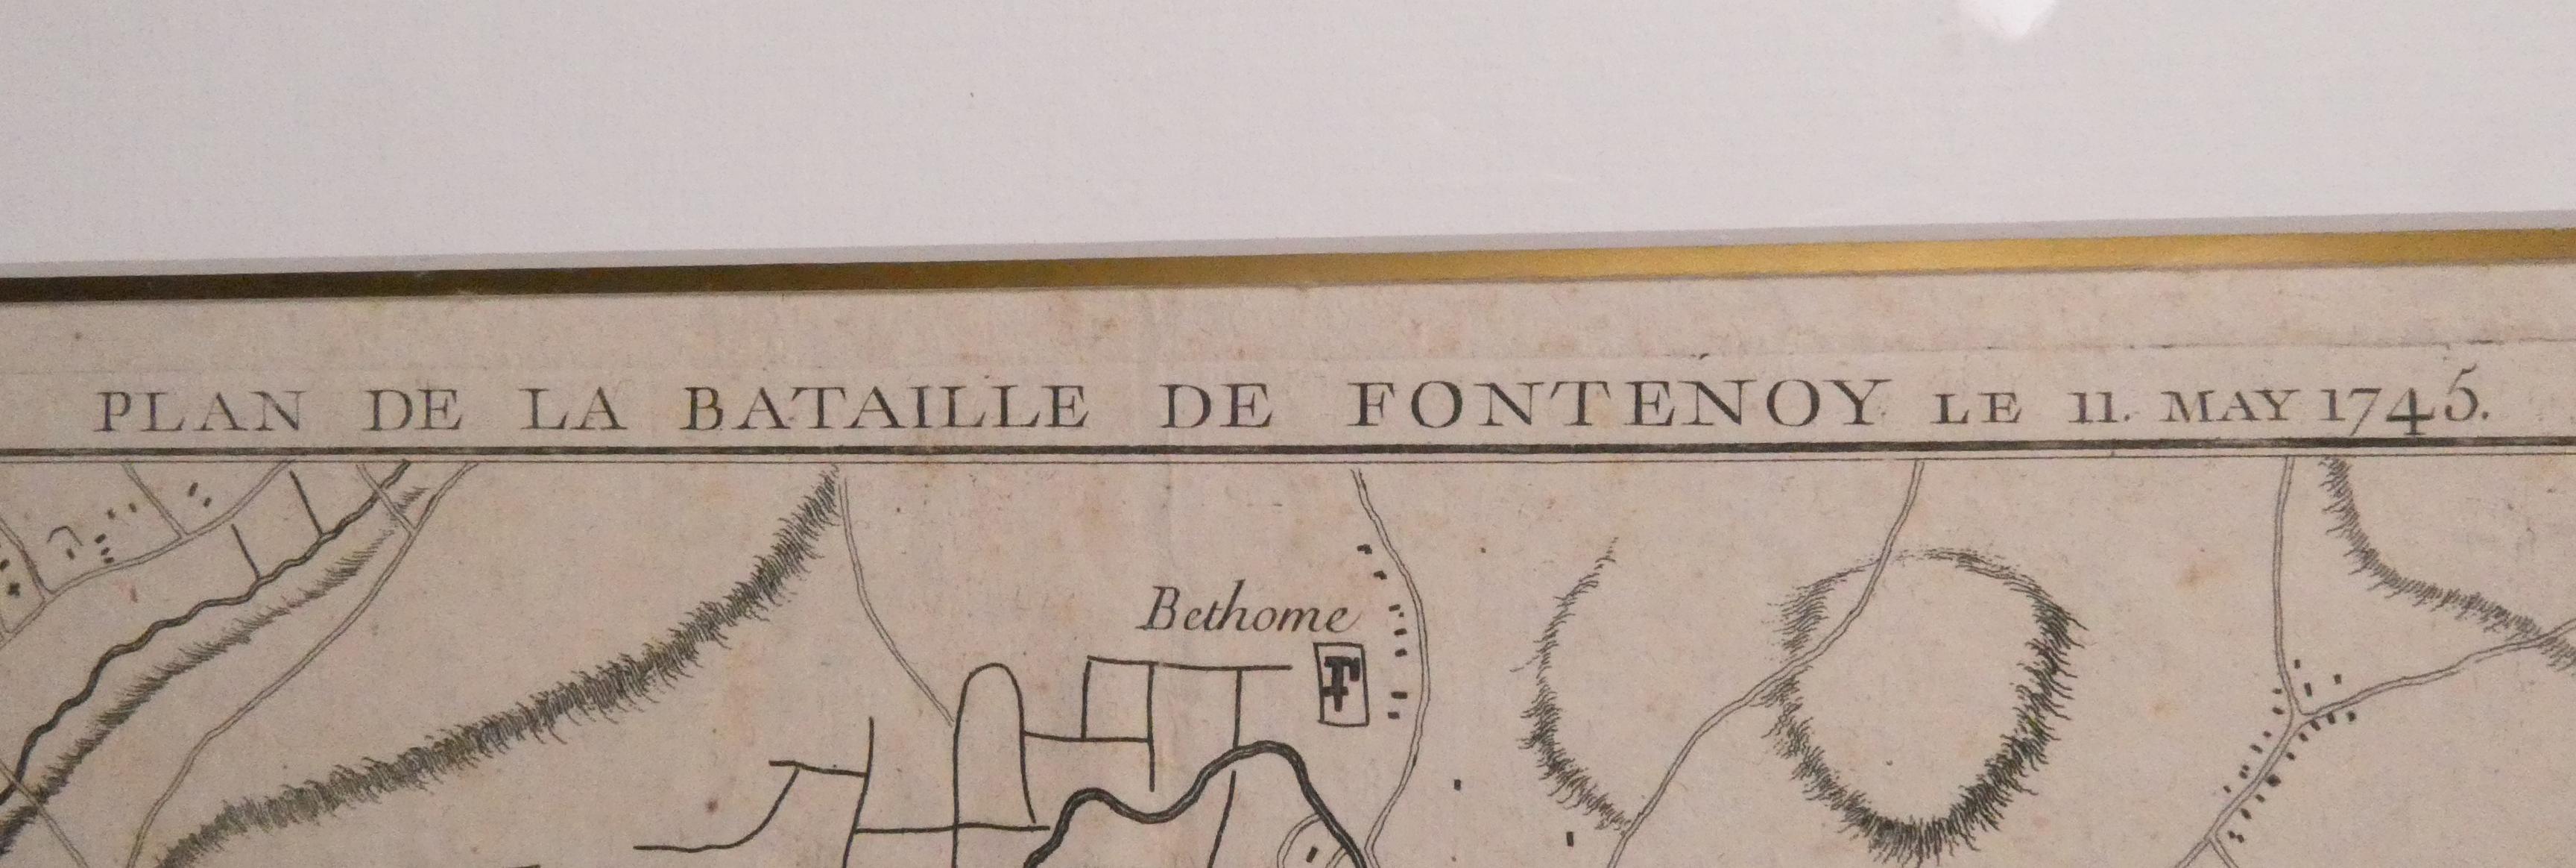 PLAN DE LA BATAILLE DE FONTENOY LE 11. MAY 1745.
Bethome